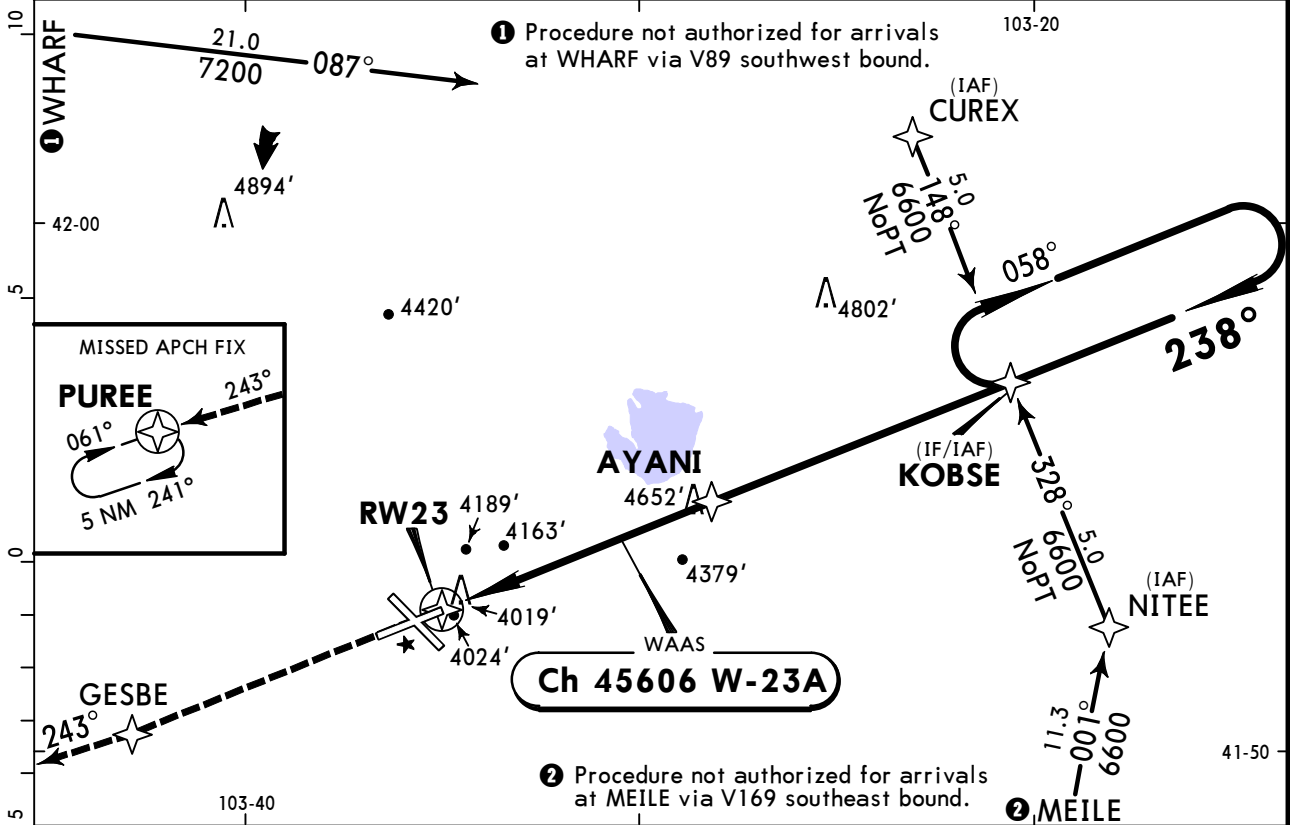 10
❶ WHARF
21.0
7200
087°
❶ Procedure not authorized for arrivals
at WHARF via V89 southwest bound.
103-20
(IAF)
CUREX
5.0
148°
6600
NoPT
4894'
42-00
058°
238°
5
4420'
4802'
MISSED APCH FIX
PUREE
243°
061°
241°
5 NM
AYANI
4652'
(IF/IAF)
KOBSE
RW23
4189'
4163'
4379'
0
328°
5.0
6600
NoPT
(IAF)
NITEE
4019'
4024'
WAAS
Ch 45606 W-23A
GESBE
243°
11.3
001°
6600
41-50
❷ Procedure not authorized for arrivals
at MEILE via V169 southeast bound.
103-40
❷ MEILE
5